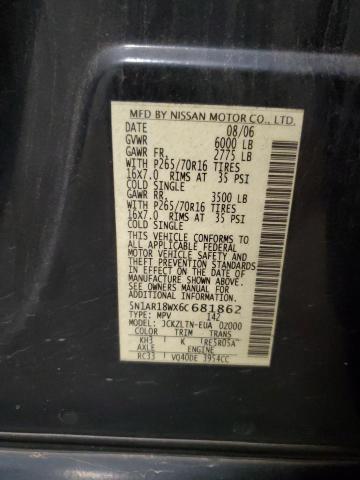 MFD BY NISSAN MOTOR CO., LTD.
DATE 08/06
GVWR 6000 LB
GAWR FR. 2775 LB
WITH P265/70R16 TIRES
16X7.0 RIMS AT 35 PSI
COLD SINGLE
GAWR RR. 3500 LB
WITH P265/70R16 TIRES
16X7.0 RIMS AT 35 PSI
COLD SINGLE
THIS VEHICLE CONFORMS TO
ALL APPLICABLE FEDERAL
MOTOR VEHICLE SAFETY AND
THEFT PREVENTION STANDARDS
IN EFFECT ON THE DATE OF
MANUFACTURE SHOWN ABOVE.
SEE OWNERS MANUAL FOR
ADDITIONAL INFORMATION.
5N1AR18WX6C681862
TYPE: MPV 142
MODEL: JCKZLTN-EUA 02000
COLOR TRIM TRANS
KH3 K RE5R05A
AXLE ENGINE
RC33 VQ40DE 3954CC